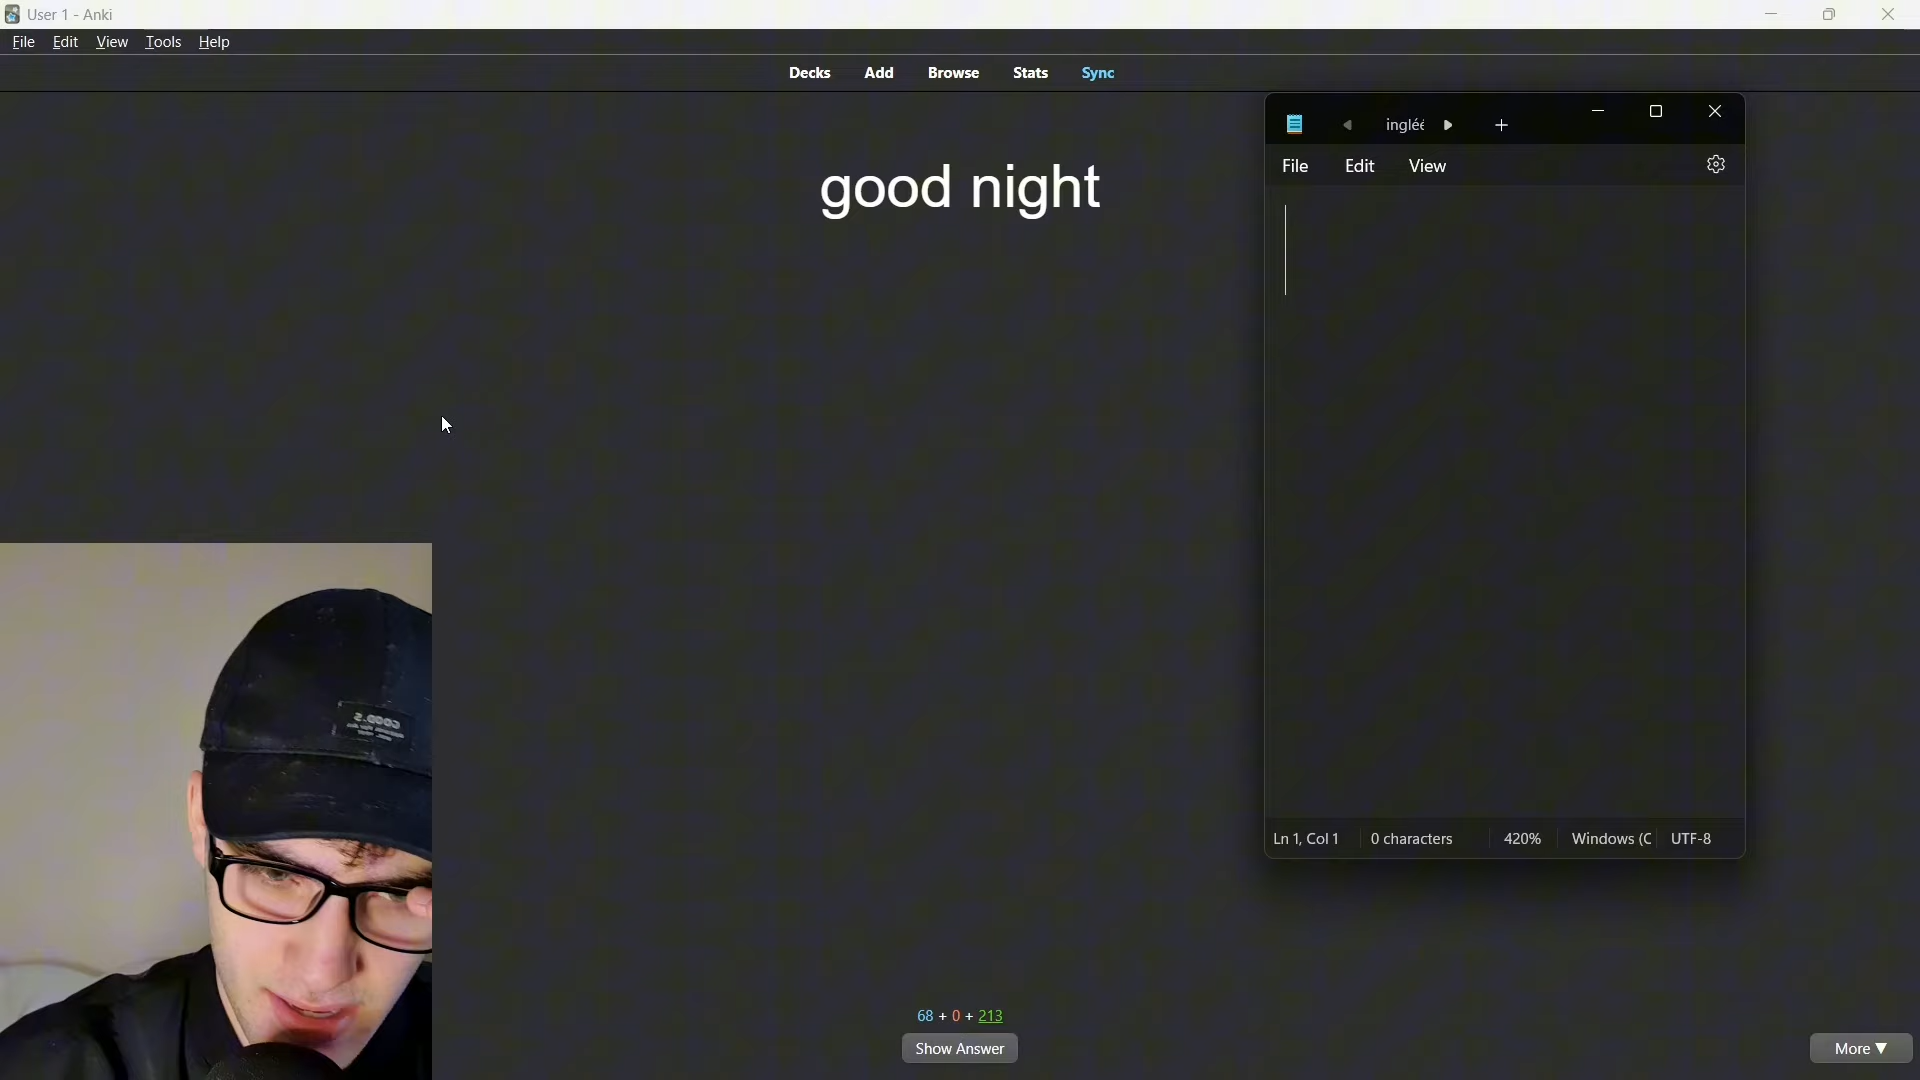 User 1 - Anki
File Edit View Tools Help
Decks Add Browse Stats Sync
good night
inglé
File Edit View
Ln 1, Col 1 0 characters 420% Windows (C UTF-8
68 + 0 + 213
Show Answer
More